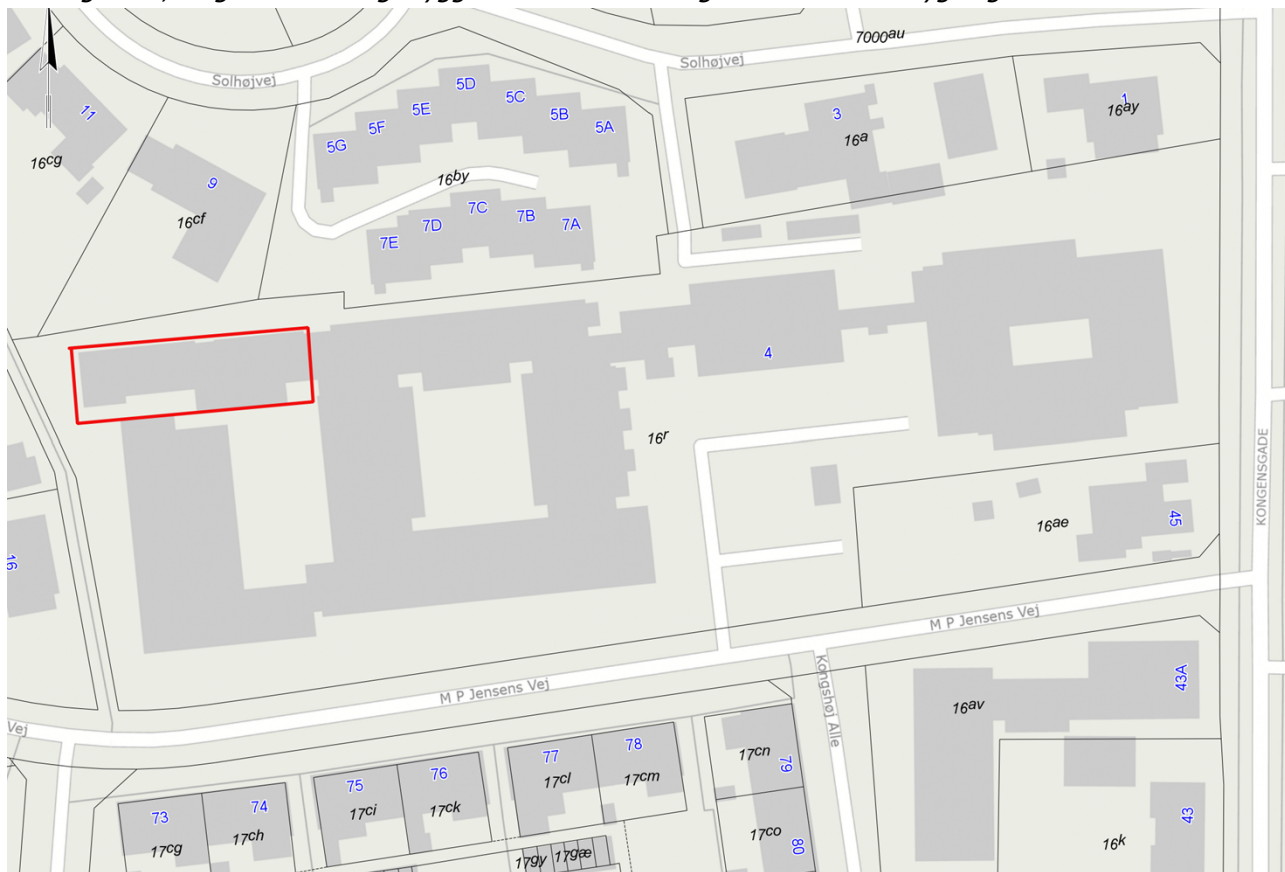 7000au
Solhøjvej
Solhøjvej
11
16cg
9
16cf
5G
5F
5E
5D
5C
5B
5A
16by
7E
7D
7C
7B
7A
3
16a
1
16ay
4
16r
16ae
45
KONGENSGADE
16
M P Jensens Vej
M P Jensens Vej
Vej
Kongshøj Alle
43A
16av
73
17cg
74
17ch
75
17ci
76
17ck
77
17cl
78
17cm
17cn
79
17co
80
17gy
17gæ
43
16k